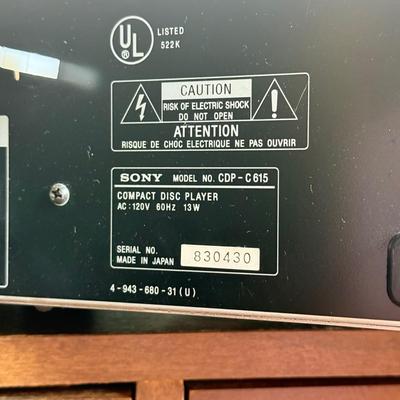 UL
LISTED
522K
CAUTION
RISK OF ELECTRIC SHOCK
DO NOT OPEN
ATTENTION
RISQUE DE CHOC ELECTRIQUE NE PAS OUVRIR
SONY MODEL NO. CDP-C615
COMPACT DISC PLAYER
AC:120V 60Hz 13W
SERIAL NO. 830430
MADE IN JAPAN
4-943-680-31(U)